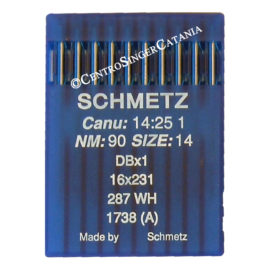 ©CENTROSINGERCATANIA
SCHMETZ
Canu: 14:25 1
NM: 90 SIZE: 14
DBx1
16x231
287 WH
1738 (A)
Made by Schmetz